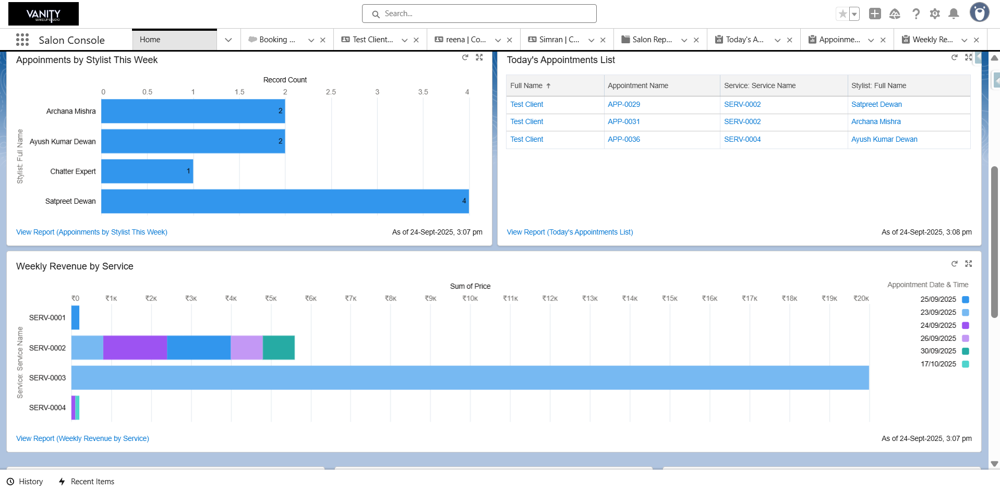 VANITY
MAKEUP STUDIO
Search...
Salon Console
Home
Booking ...
Test Client...
reena | Co...
Simran | C...
Salon Rep...
Today's A...
Appoinme...
Weekly Re...
Appoinments by Stylist This Week
Record Count
0 0.5 1 1.5 2 2.5 3 3.5 4
Stylist: Full Name
Archana Mishra 2
Ayush Kumar Dewan 2
Chatter Expert 1
Satpreet Dewan 4
View Report (Appoinments by Stylist This Week)
As of 24-Sept-2025, 3:07 pm
Today's Appointments List
Full Name ↑ Appointment Name Service: Service Name Stylist: Full Name
Test Client APP-0029 SERV-0002 Satpreet Dewan
Test Client APP-0031 SERV-0002 Archana Mishra
Test Client APP-0036 SERV-0004 Ayush Kumar Dewan
View Report (Today's Appointments List)
As of 24-Sept-2025, 3:08 pm
Weekly Revenue by Service
Sum of Price
₹0 ₹1K ₹2K ₹3K ₹4K ₹5K ₹6K ₹7K ₹8K ₹9K ₹10K ₹11K ₹12K ₹13K ₹14K ₹15K ₹16K ₹17K ₹18K ₹19K ₹20K
Service: Service Name
SERV-0001
SERV-0002
SERV-0003
SERV-0004
Appointment Date & Time
25/09/2025
23/09/2025
24/09/2025
26/09/2025
30/09/2025
17/10/2025
View Report (Weekly Revenue by Service)
As of 24-Sept-2025, 3:07 pm
History
Recent Items